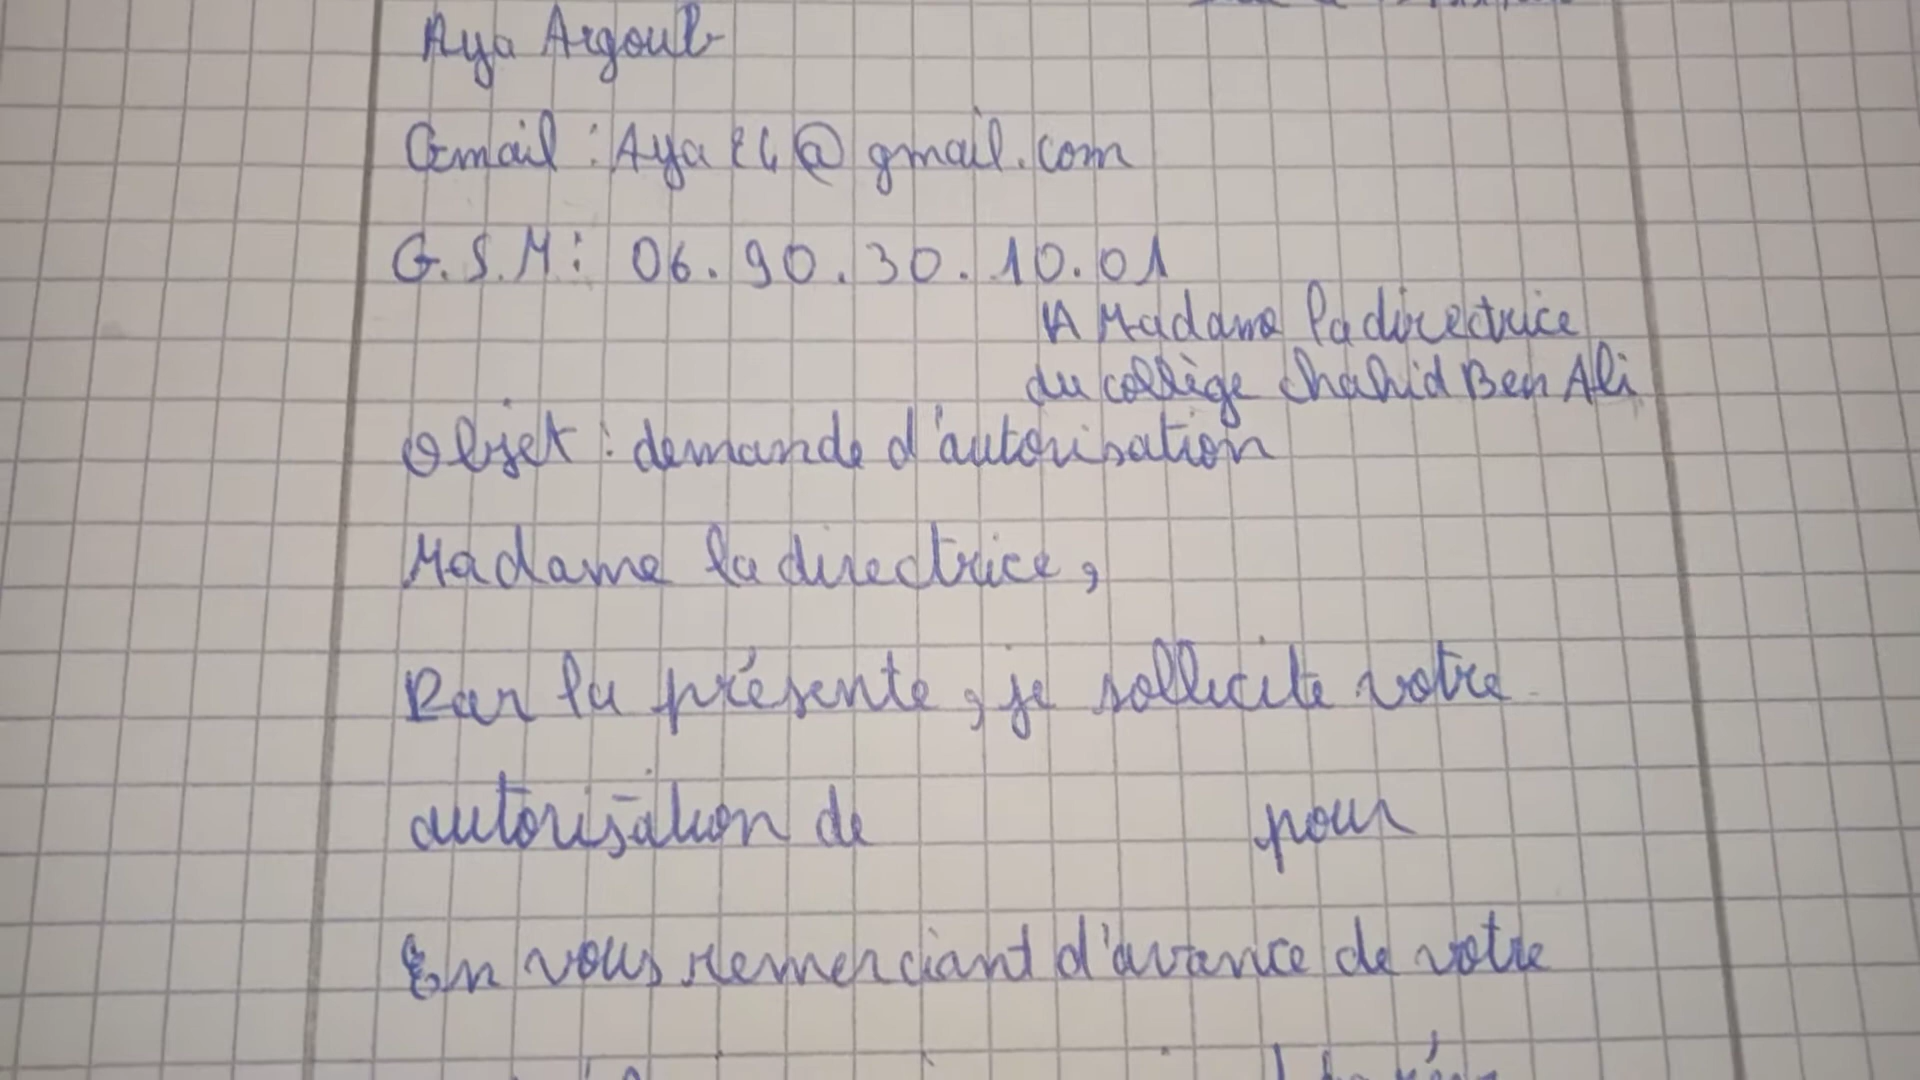 Aya Argoub
Gmail : Aya24@gmail.com
G.S.M : 06.90.30.10.01
A Madame la directrice
du collège Chahid Ben Ali
Objet : demande d'autorisation
Madame la directrice,
Par la présente, je sollicite votre
autorisation de pour
En vous remerciant d'avance de votre